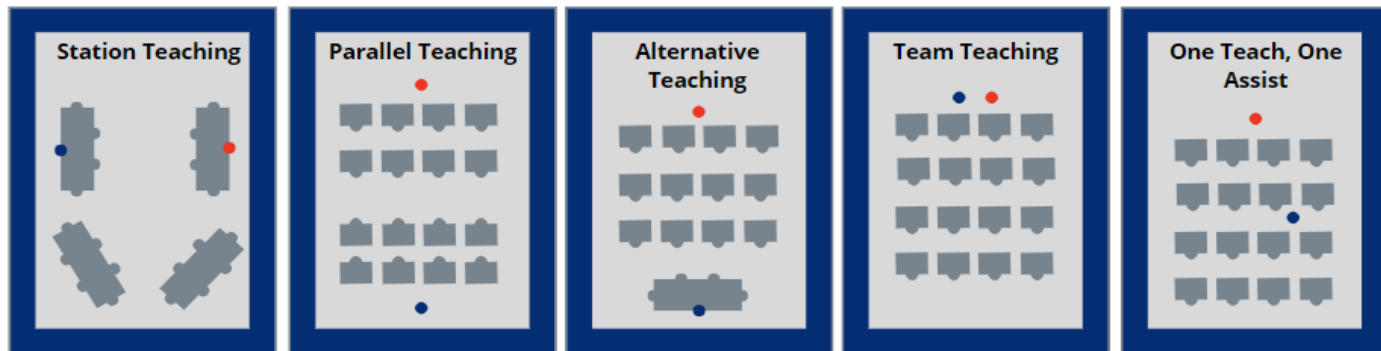 Station Teaching
Parallel Teaching
Alternative
Teaching
Team Teaching
One Teach, One
Assist